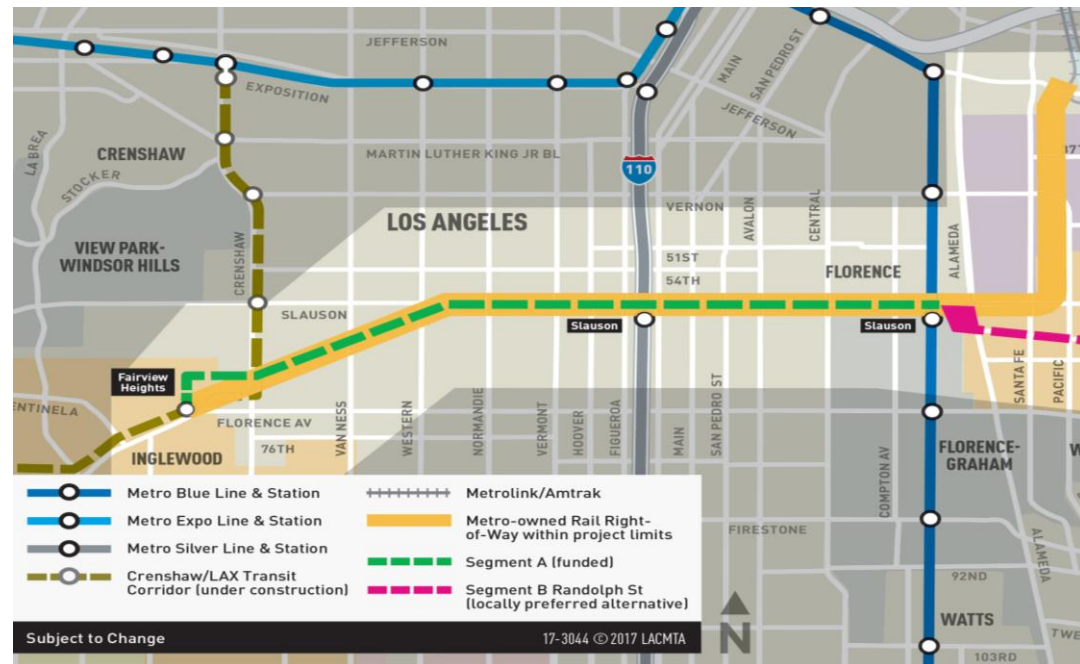 JEFFERSON
MAIN
SAN PEDRO ST
EXPOSITION
JEFFERSON
LA BREA
CRENSHAW
MARTIN LUTHER KING JR BL
110
STOCKER
VERNON
LOS ANGELES
AVALON
CENTRAL
VIEW PARK-
WINDSOR HILLS
CRENSHAW
51ST
54TH
FLORENCE
ALAMEDA
SLAUSON
Slauson
Slauson
Fairview
Heights
SANTA FE
PACIFIC
FLORENCE AV
VAN NESS
WESTERN
NORMANDIE
VERMONT
HOOVER
FIGUEROA
MAIN
SAN PEDRO ST
INGLEWOOD
76TH
COMPTON AV
FLORENCE-
GRAHAM
Metro Blue Line & Station
Metro Expo Line & Station
Metro Silver Line & Station
Crenshaw/LAX Transit
Corridor (under construction)
Metrolink/Amtrak
Metro-owned Rail Right-
of-Way within project limits
Segment A (funded)
Segment B Randolph St
(locally preferred alternative)
FIRESTONE
ALAMEDA
92ND
WATTS
N
103RD
Subject to Change
17-3044 © 2017 LACMTA